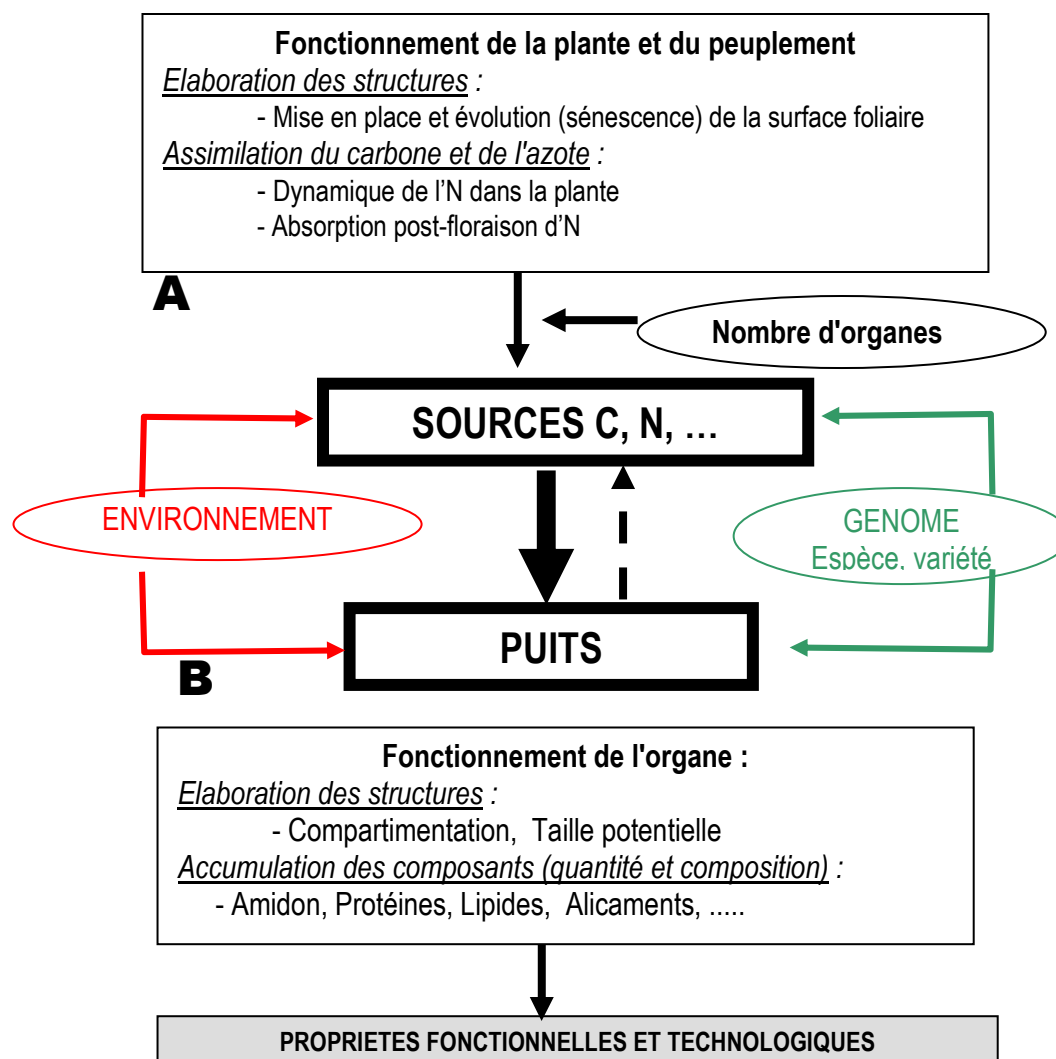 Fonctionnement de la plante et du peuplement
Elaboration des structures :
- Mise en place et évolution (sénescence) de la surface foliaire
Assimilation du carbone et de l'azote :
- Dynamique de l'N dans la plante
- Absorption post-floraison d'N
A
Nombre d'organes
SOURCES C, N, …
ENVIRONNEMENT
GENOME
Espèce, variété
PUITS
B
Fonctionnement de l'organe :
Elaboration des structures :
- Compartimentation, Taille potentielle
Accumulation des composants (quantité et composition) :
- Amidon, Protéines, Lipides, Alicaments, .....
PROPRIETES FONCTIONNELLES ET TECHNOLOGIQUES